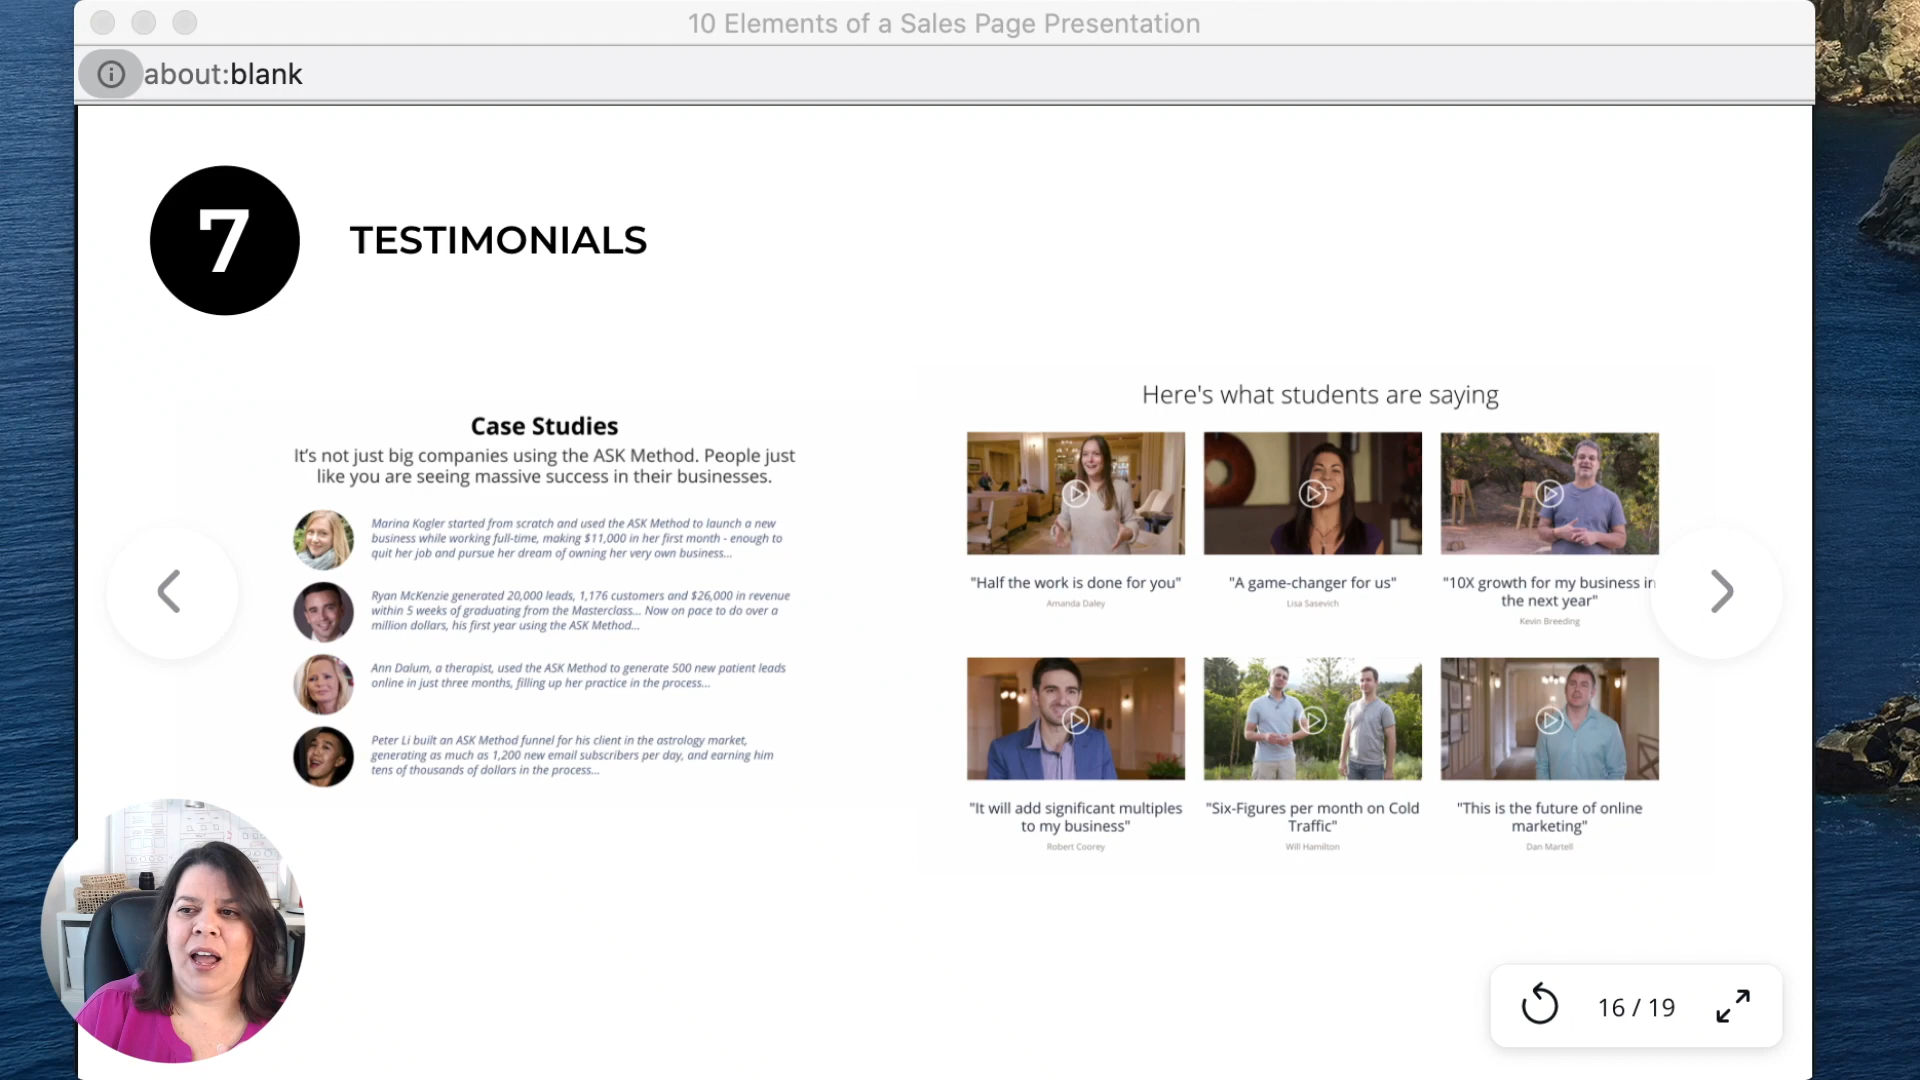 10 Elements of a Sales Page Presentation
about:blank
7
TESTIMONIALS
Case Studies
It's not just big companies using the ASK Method. People just
like you are seeing massive success in their businesses.
Marina Kogler started from scratch and used the ASK Method to launch a new
business while working full-time, making $11,000 in her first month - enough to
quit her job and pursue her dream of owning her very own business...
Ryan McKenzie generated 20,000 leads, 1,176 customers and $26,000 in revenue
within 5 weeks of graduating from the Masterclass... Now on pace to do over a
million dollars, his first year using the ASK Method...
Ann Dalum, a therapist, used the ASK Method to generate 500 new patient leads
online in just three months, filling up her practice in the process...
Peter Li built an ASK Method funnel for his client in the astrology market,
generating as much as 1,200 new email subscribers per day, and earning him
tens of thousands of dollars in the process...
Here's what students are saying
"Half the work is done for you"
Amanda Daley
"A game-changer for us"
Lisa Sasevich
"10X growth for my business in
the next year"
Kevin Breeding
"It will add significant multiples
to my business"
Robert Coorey
"Six-Figures per month on Cold
Traffic"
Will Hamilton
"This is the future of online
marketing"
Dan Martell
16 / 19